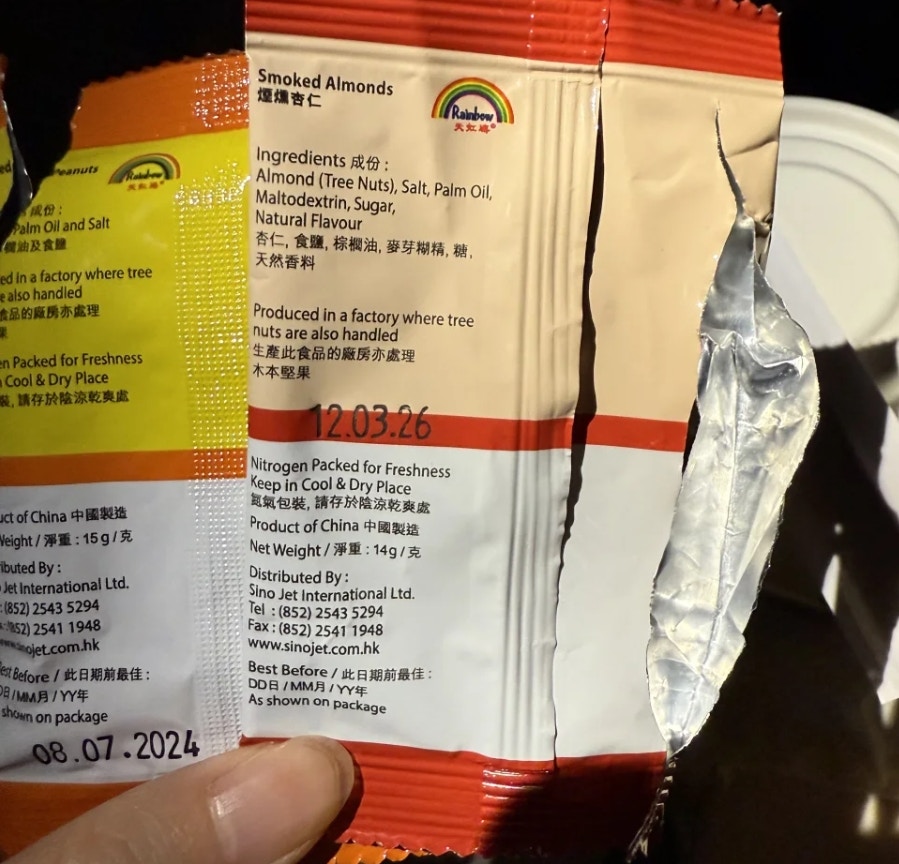 Peanuts
Rainbow
天虹牌®
成份 :
Palm Oil and Salt
櫚油及食鹽
ed in a factory where tree
also handled
食品的廠房亦處理
果
Packed for Freshness
Cool & Dry Place
裝, 請存於陰涼乾爽處
of China 中國製造
Weight / 淨重 : 15 g / 克
By :
Jet International Ltd.
: (852) 2543 5294
(852) 2541 1948
jet.com.hk
Best Before / 此日期前最佳 :
DD日 / MM月 / YY年
shown on package
08.07.2024
Smoked Almonds
煙燻杏仁
Rainbow
天虹牌®
Ingredients 成份 :
Almond (Tree Nuts), Salt, Palm Oil,
Maltodextrin, Sugar,
Natural Flavour
杏仁, 食鹽, 棕櫚油, 麥芽糊精, 糖,
天然香料
Produced in a factory where tree
nuts are also handled
生產此食品的廠房亦處理
木本堅果
12.03.26
Nitrogen Packed for Freshness
Keep in Cool & Dry Place
氮氣包裝, 請存於陰涼乾爽處
Product of China 中國製造
Net Weight / 淨重 : 14g / 克
Distributed By :
Sino Jet International Ltd.
Tel : (852) 2543 5294
Fax : (852) 2541 1948
www.sinojet.com.hk
Best Before / 此日期前最佳 :
DD日 / MM月 / YY年
As shown on package